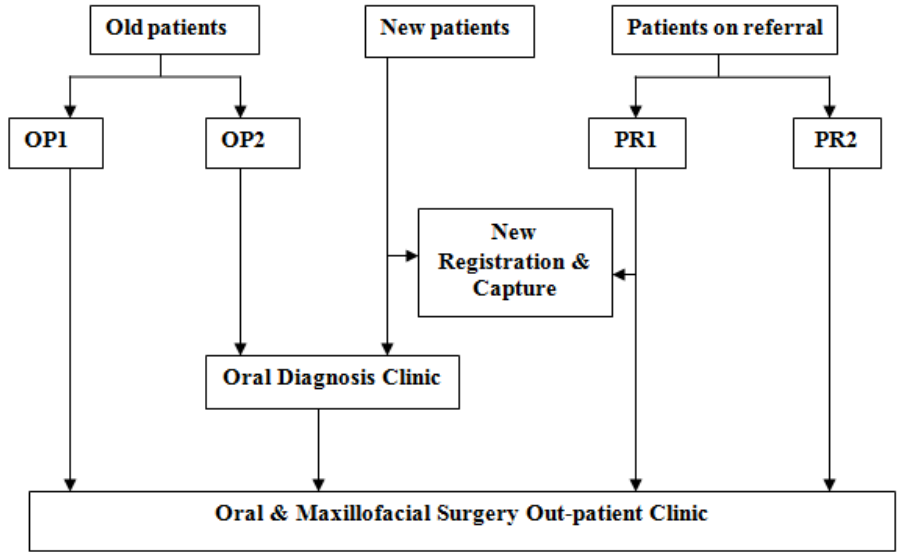 Old patients
New patients
Patients on referral
OP1
OP2
PR1
PR2
New
Registration &
Capture
Oral Diagnosis Clinic
Oral & Maxillofacial Surgery Out-patient Clinic